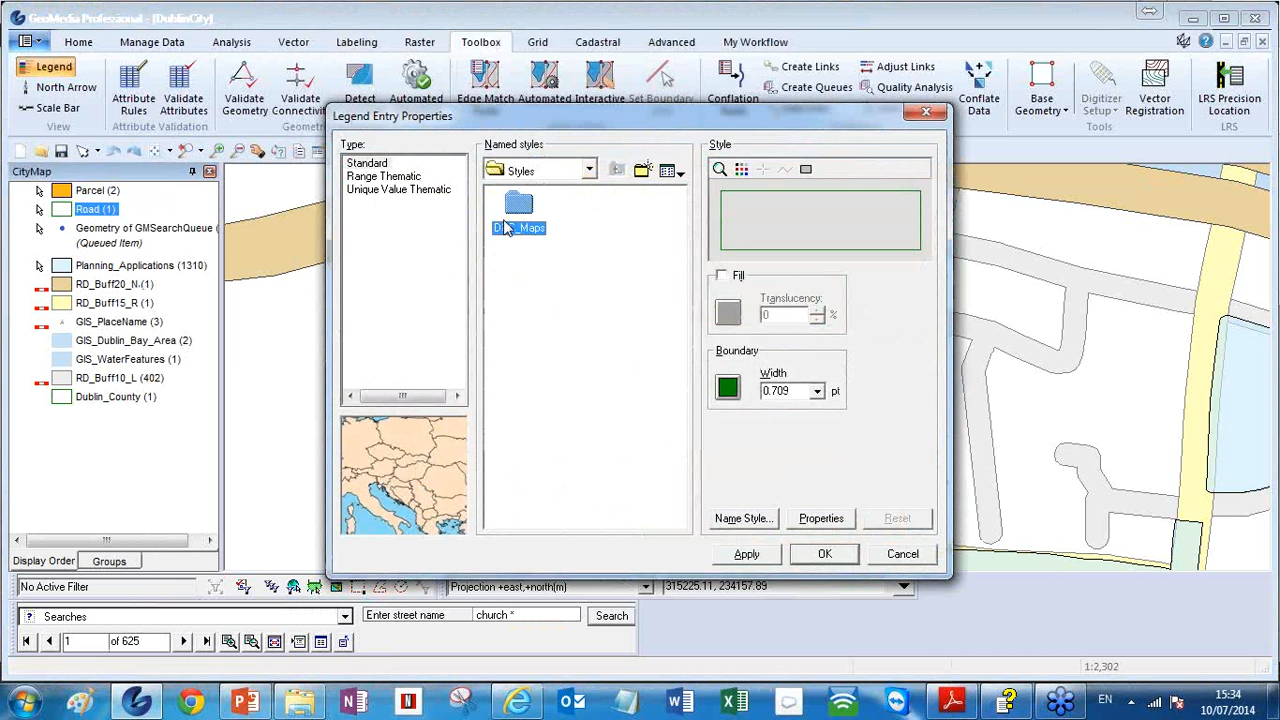 GeoMedia Professional - [DublinCity]
Home Manage Data Analysis Vector Labeling Raster Toolbox Grid Cadastral Advanced My Workflow
Legend
North Arrow
Scale Bar
View
Attribute Rules
Validate Attributes
Attribute Validation
Validate Geometry
Validate
Detect
Automated
Edge Match
Automated
Interactive
Set Boundary
Conflation
Create Links
Create Queues
Adjust Links
Quality Analysis
Conflate Data
Base Geometry
Digitizer Setup
Vector Registration
Tools
LRS Precision Location
LRS
CityMap
Parcel (2)
Road (1)
Geometry of GMSearchQueue
(Queued Item)
Planning_Applications (1310)
RD_Buff20_N (1)
RD_Buff15_R (1)
GIS_PlaceName (3)
GIS_Dublin_Bay_Area (2)
GIS_WaterFeatures (1)
RD_Buff10_L (402)
Dublin_County (1)
Display Order Groups
Legend Entry Properties
Type:
Standard
Range Thematic
Unique Value Thematic
Named styles
Styles
Style
Fill
Translucency:
0 %
Boundary
Width
0.709 pt
Name Style... Properties Reset
Apply OK Cancel
No Active Filter
Projection +east,+north(m)
315225.11, 234157.89
Searches
Enter street name church * Search
1 of 625
1:2,302
EN
15:34
10/07/2014